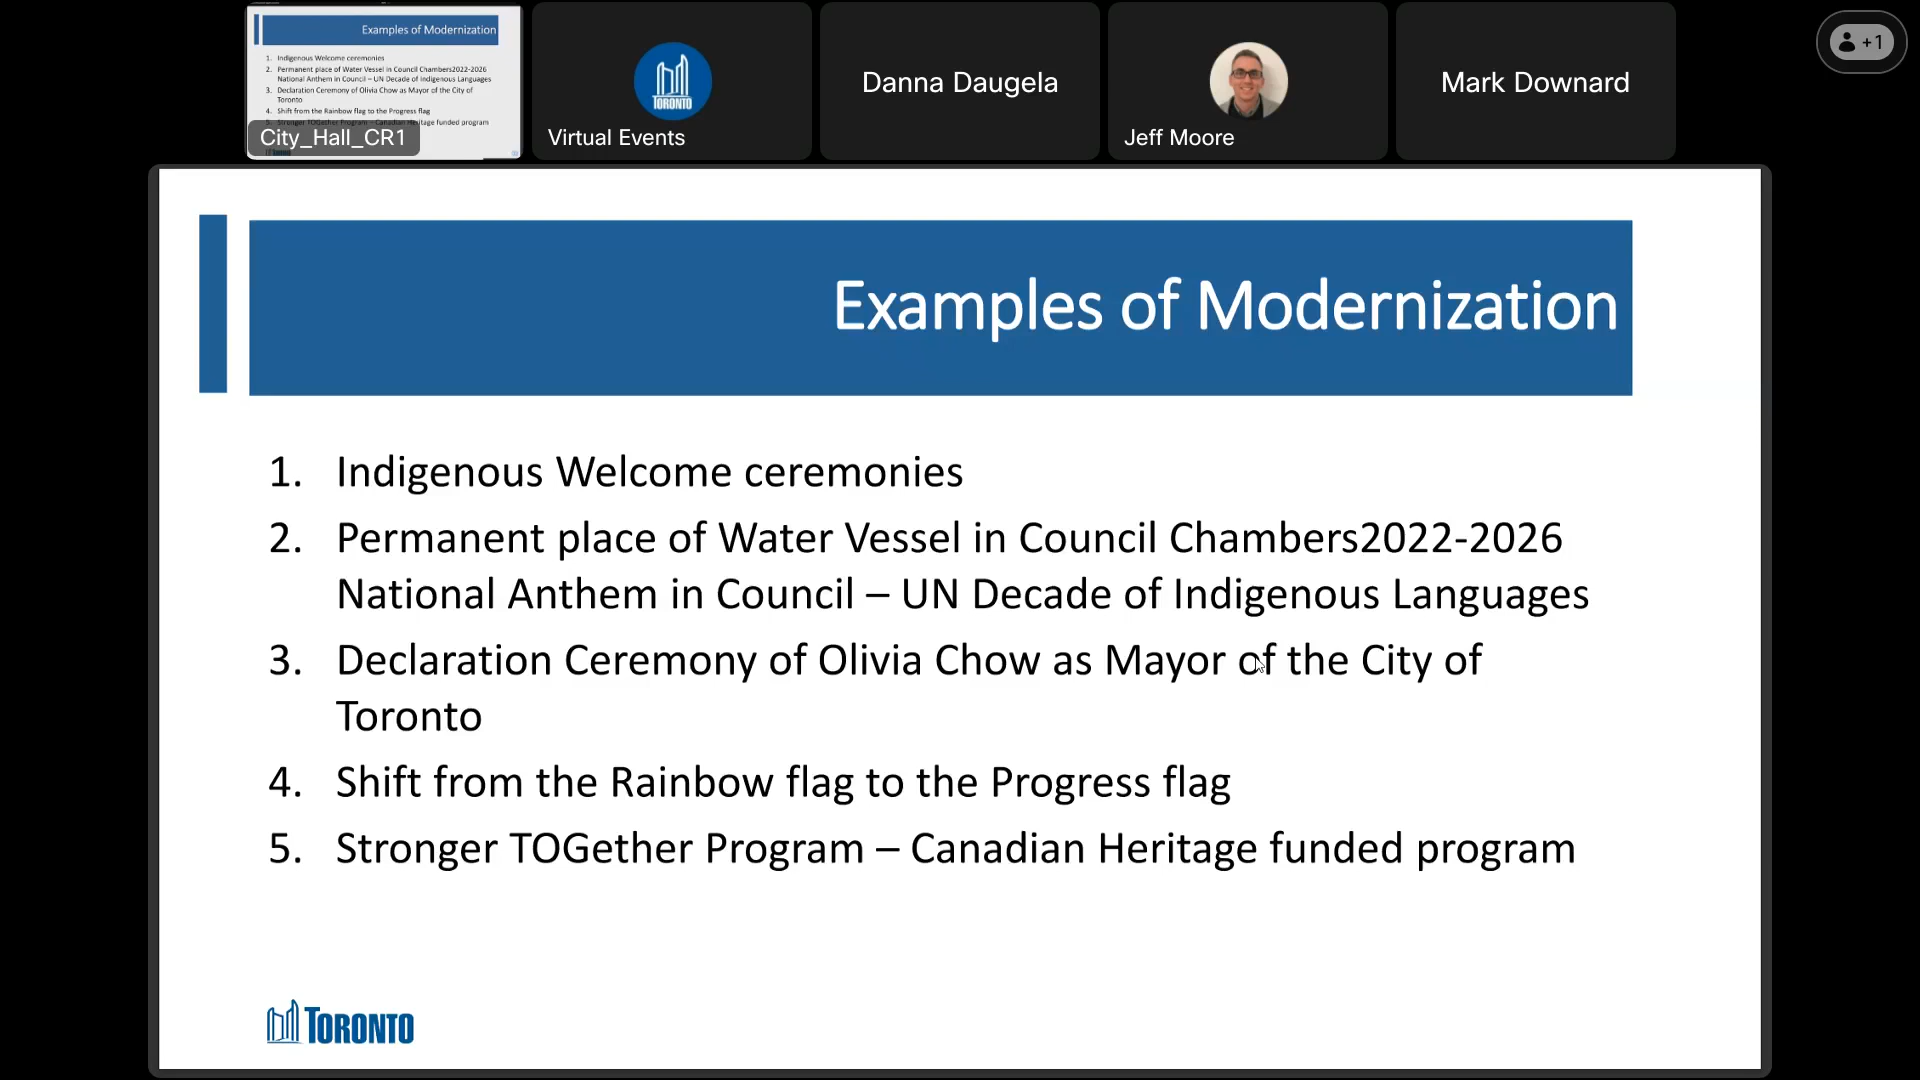 Examples of Modernization
1. Indigenous Welcome ceremonies
2. Permanent place of Water Vessel in Council Chambers2022-2026
National Anthem in Council – UN Decade of Indigenous Languages
3. Declaration Ceremony of Olivia Chow as Mayor of the City of
Toronto
4. Shift from the Rainbow flag to the Progress flag
5. Stronger TOGether Program – Canadian Heritage funded program
City_Hall_CR1
TORONTO
Virtual Events
Danna Daugela
Jeff Moore
Mark Downard
+1
Examples of Modernization
1. Indigenous Welcome ceremonies
2. Permanent place of Water Vessel in Council Chambers2022-2026
National Anthem in Council – UN Decade of Indigenous Languages
3. Declaration Ceremony of Olivia Chow as Mayor of the City of
Toronto
4. Shift from the Rainbow flag to the Progress flag
5. Stronger TOGether Program – Canadian Heritage funded program
TORONTO